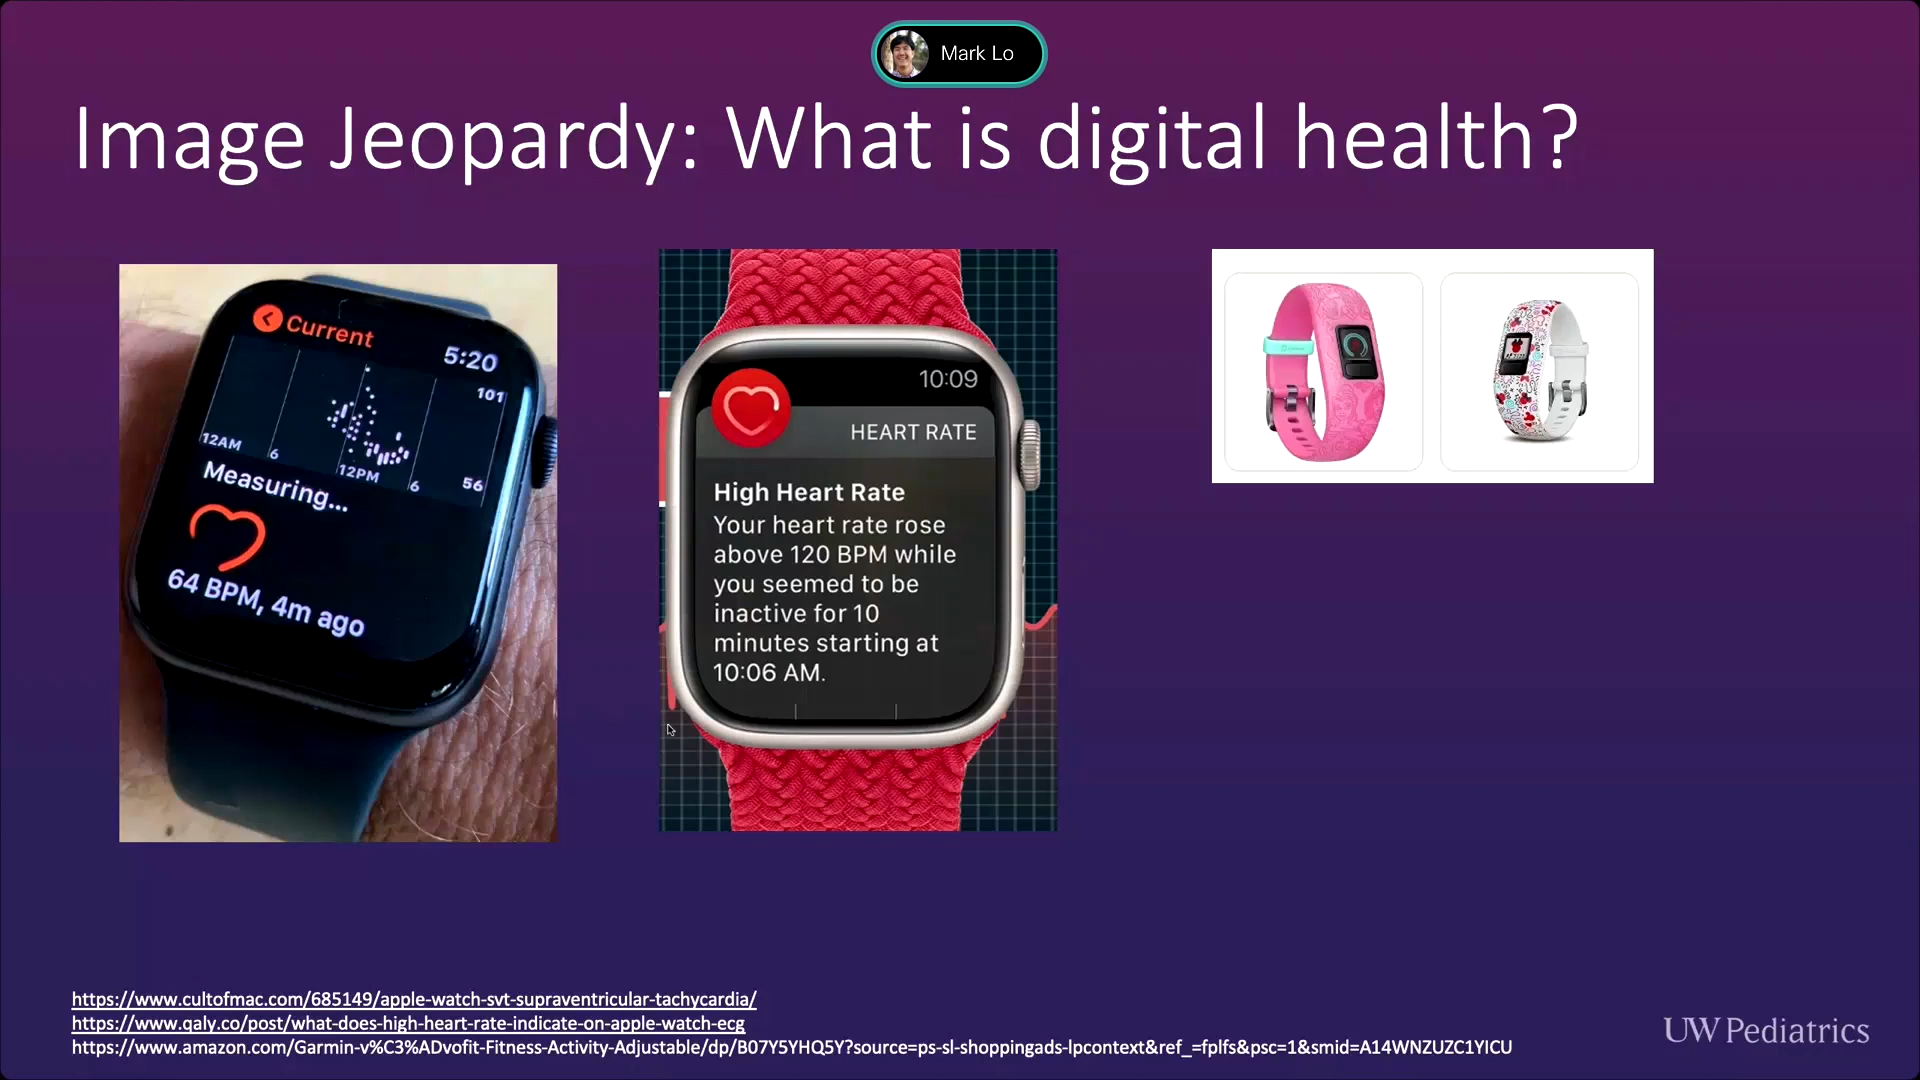 Mark Lo
Image Jeopardy: What is digital health?
Current
5:20
101
12AM
6
12PM
6
56
Measuring...
64 BPM, 4m ago
10:09
HEART RATE
High Heart Rate
Your heart rate rose
above 120 BPM while
you seemed to be
inactive for 10
minutes starting at
10:06 AM.
https://www.cultofmac.com/685149/apple-watch-svt-supraventricular-tachycardia/
https://www.qaly.co/post/what-does-high-heart-rate-indicate-on-apple-watch-ecg
https://www.amazon.com/Garmin-v%C3%ADvofit-Fitness-Activity-Adjustable/dp/B07Y5YHQ5Y?source=ps-sl-shoppingads-lpcontext&ref_=fplfs&psc=1&smid=A14WNZUZC1YICU
UW Pediatrics